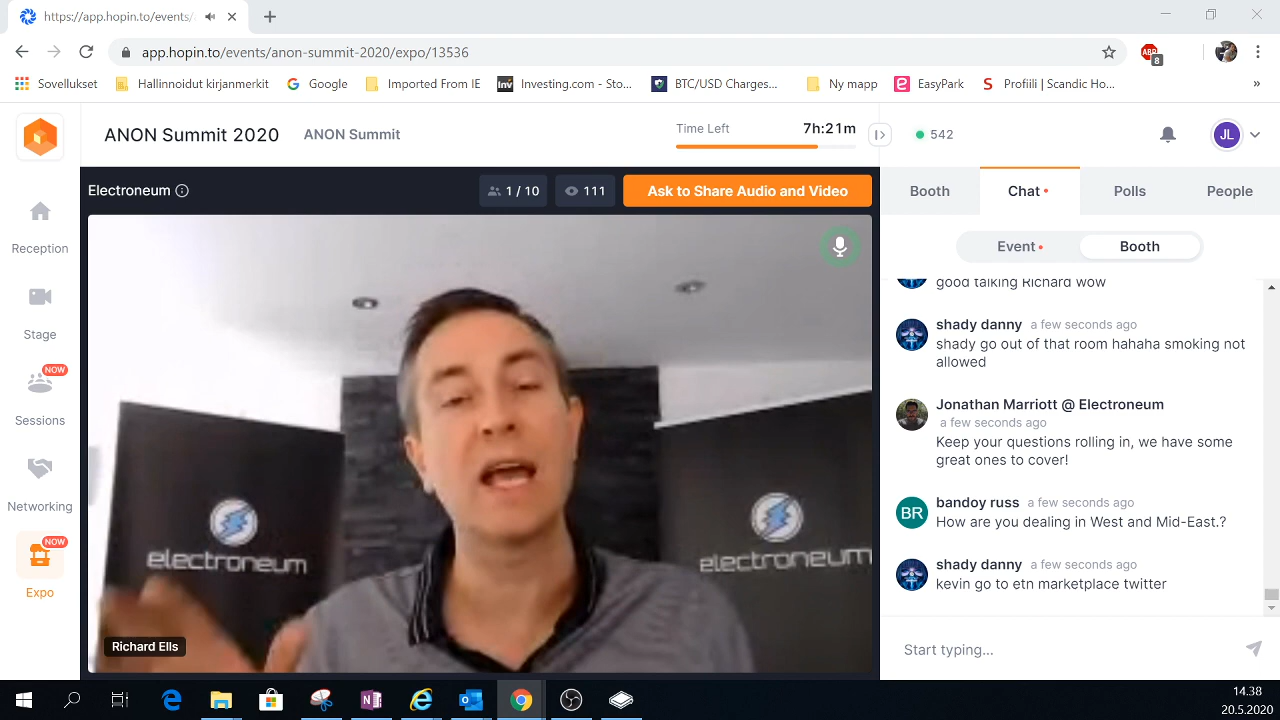 https://app.hopin.to/events/
app.hopin.to/events/anon-summit-2020/expo/13536
ABP
8
Sovellukset
Hallinnoidut kirjanmerkit
Google
Imported From IE
Inv
Investing.com - Sto...
BTC/USD Charges...
Ny mapp
EasyPark
S
Profiili | Scandic Ho...
»
ANON Summit 2020
ANON Summit
Time Left
7h:21m
542
JL
Electroneum
1 / 10
111
Ask to Share Audio and Video
Booth
Chat
Polls
People
Event
Booth
Reception
Stage
NOW
Sessions
Networking
NOW
Expo
electroneum
electroneum
Richard Ells
good talking Richard wow
shady danny a few seconds ago
shady go out of that room hahaha smoking not
allowed
Jonathan Marriott @ Electroneum
a few seconds ago
Keep your questions rolling in, we have some
great ones to cover!
BR
bandoy russ a few seconds ago
How are you dealing in West and Mid-East.?
shady danny a few seconds ago
kevin go to etn marketplace twitter
Start typing...
14.38
20.5.2020